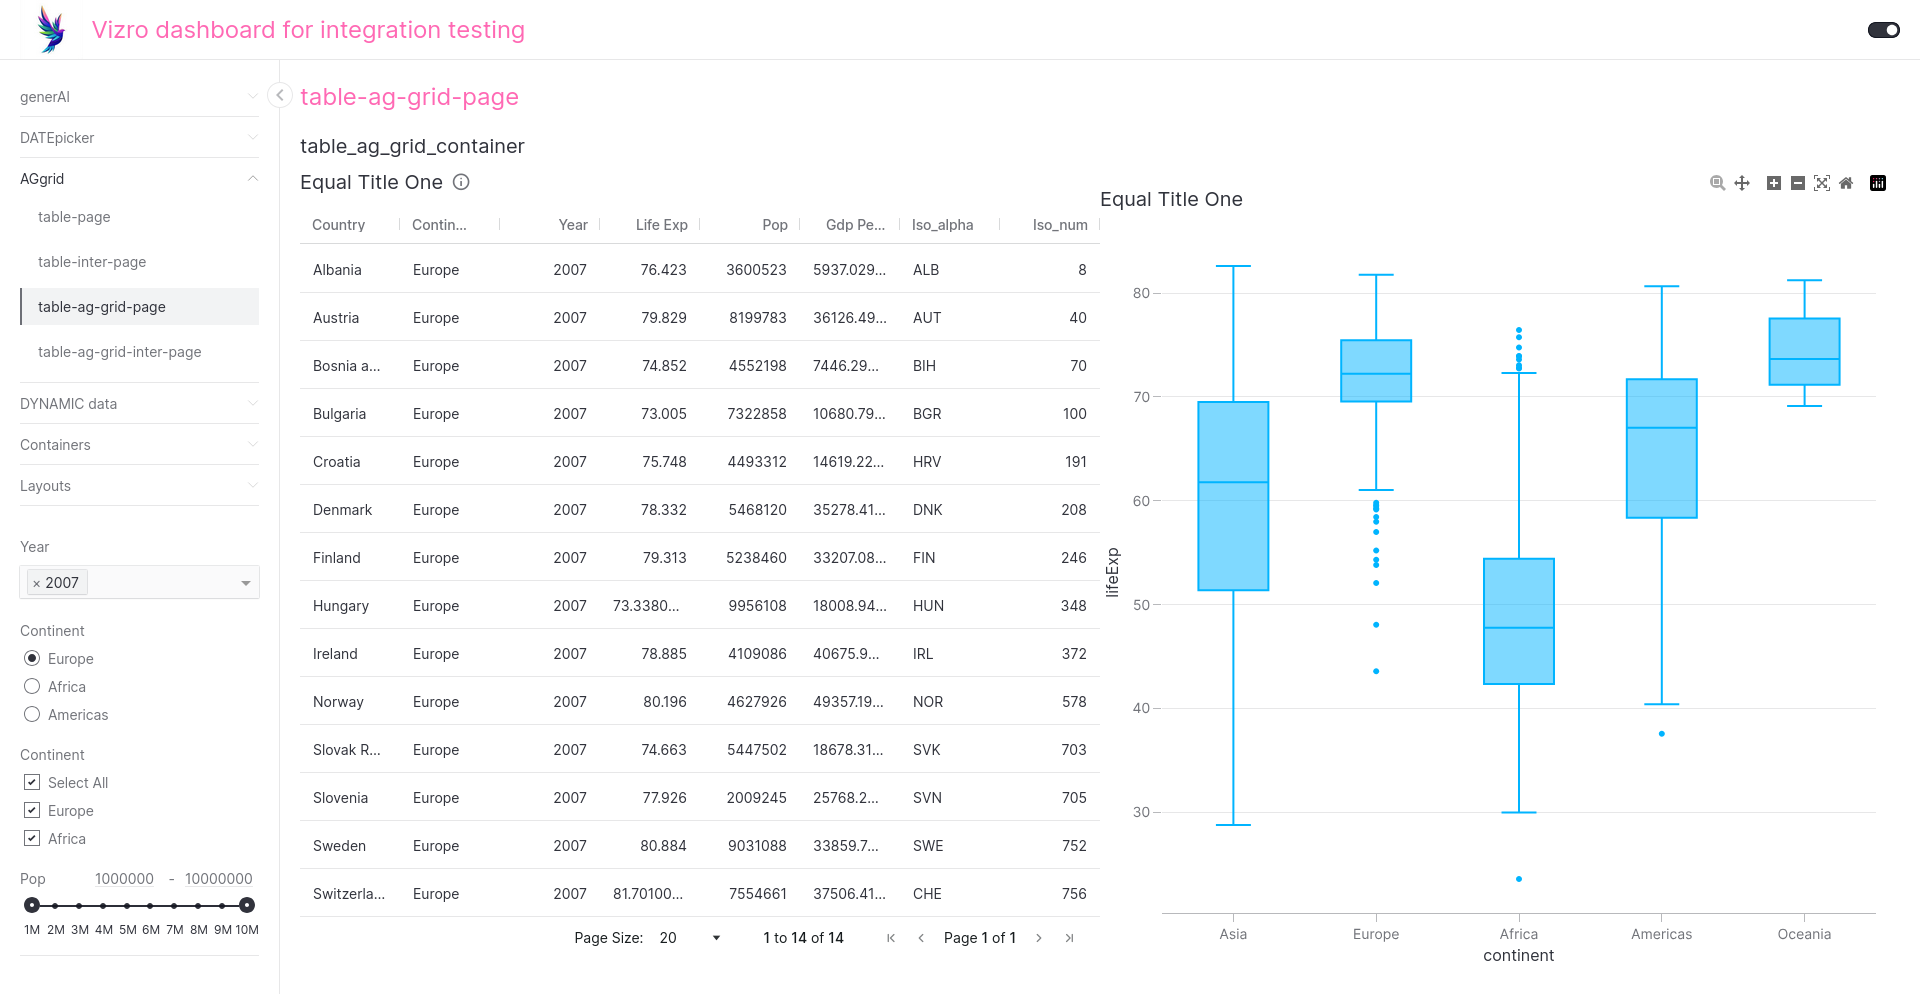 Vizro dashboard for integration testing
generAI
DATEpicker
AGgrid
table-page
table-inter-page
table-ag-grid-page
table-ag-grid-inter-page
DYNAMIC data
Containers
Layouts
Year
× 2007
Continent
Europe
Africa
Americas
Continent
Select All
Europe
Africa
Pop 1000000 - 10000000
1M 2M 3M 4M 5M 6M 7M 8M 9M 10M
table-ag-grid-page
table_ag_grid_container
Equal Title One
Country Contin... Year Life Exp Pop Gdp Pe... Iso_alpha Iso_num
Albania Europe 2007 76.423 3600523 5937.029... ALB 8
Austria Europe 2007 79.829 8199783 36126.49... AUT 40
Bosnia a... Europe 2007 74.852 4552198 7446.29... BIH 70
Bulgaria Europe 2007 73.005 7322858 10680.79... BGR 100
Croatia Europe 2007 75.748 4493312 14619.22... HRV 191
Denmark Europe 2007 78.332 5468120 35278.41... DNK 208
Finland Europe 2007 79.313 5238460 33207.08... FIN 246
Hungary Europe 2007 73.3380... 9956108 18008.94... HUN 348
Ireland Europe 2007 78.885 4109086 40675.9... IRL 372
Norway Europe 2007 80.196 4627926 49357.19... NOR 578
Slovak R... Europe 2007 74.663 5447502 18678.31... SVK 703
Slovenia Europe 2007 77.926 2009245 25768.2... SVN 705
Sweden Europe 2007 80.884 9031088 33859.7... SWE 752
Switzerla... Europe 2007 81.70100... 7554661 37506.41... CHE 756
Page Size: 20 1 to 14 of 14 Page 1 of 1
Equal Title One
80
70
60
50
40
30
lifeExp
Asia Europe Africa Americas Oceania
continent